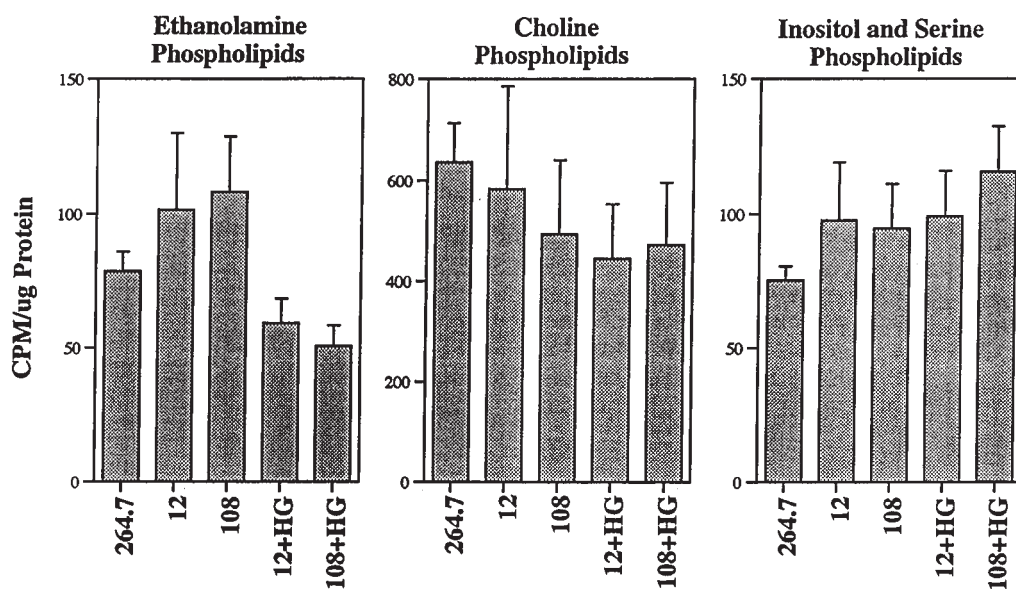 Ethanolamine
Phospholipids
Choline
Phospholipids
Inositol and Serine
Phospholipids
CPM/ug Protein
150
100
50
0
264.7
12
108
12+HG
108+HG
800
600
400
200
0
264.7
12
108
12+HG
108+HG
150
100
50
0
264.7
12
108
12+HG
108+HG